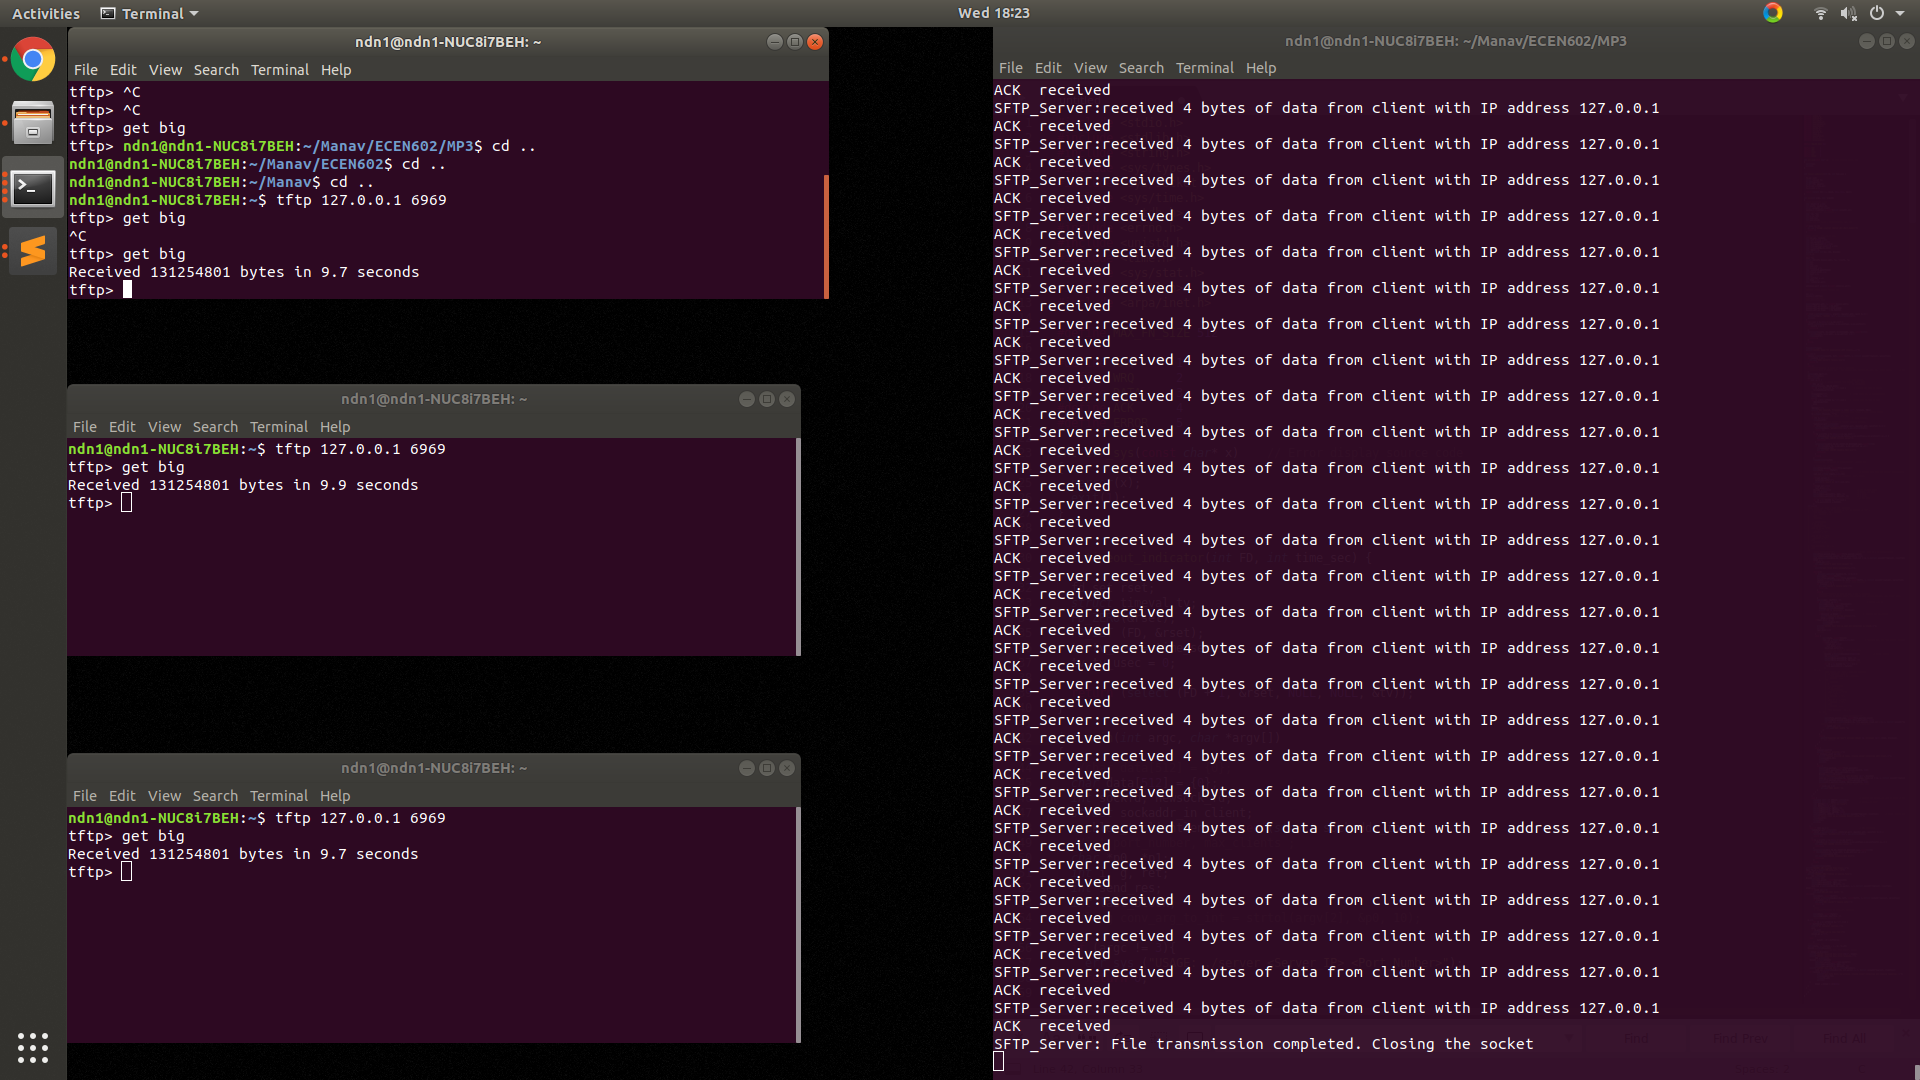 Activities Terminal Wed 18:23
ndn1@ndn1-NUC8i7BEH: ~
File Edit View Search Terminal Help
tftp> ^C
tftp> ^C
tftp> get big
tftp> ndn1@ndn1-NUC8i7BEH:~/Manav/ECEN602/MP3$ cd ..
ndn1@ndn1-NUC8i7BEH:~/Manav/ECEN602$ cd ..
ndn1@ndn1-NUC8i7BEH:~/Manav$ cd ..
ndn1@ndn1-NUC8i7BEH:~$ tftp 127.0.0.1 6969
tftp> get big
^C
tftp> get big
Received 131254801 bytes in 9.7 seconds
tftp>
ndn1@ndn1-NUC8i7BEH: ~
File Edit View Search Terminal Help
ndn1@ndn1-NUC8i7BEH:~$ tftp 127.0.0.1 6969
tftp> get big
Received 131254801 bytes in 9.9 seconds
tftp>
ndn1@ndn1-NUC8i7BEH: ~
File Edit View Search Terminal Help
ndn1@ndn1-NUC8i7BEH:~$ tftp 127.0.0.1 6969
tftp> get big
Received 131254801 bytes in 9.7 seconds
tftp>
ndn1@ndn1-NUC8i7BEH: ~/Manav/ECEN602/MP3
File Edit View Search Terminal Help
ACK  received
SFTP_Server:received 4 bytes of data from client with IP address 127.0.0.1
ACK  received
SFTP_Server:received 4 bytes of data from client with IP address 127.0.0.1
ACK  received
SFTP_Server:received 4 bytes of data from client with IP address 127.0.0.1
ACK  received
SFTP_Server:received 4 bytes of data from client with IP address 127.0.0.1
ACK  received
SFTP_Server:received 4 bytes of data from client with IP address 127.0.0.1
ACK  received
SFTP_Server:received 4 bytes of data from client with IP address 127.0.0.1
ACK  received
SFTP_Server:received 4 bytes of data from client with IP address 127.0.0.1
ACK  received
SFTP_Server:received 4 bytes of data from client with IP address 127.0.0.1
ACK  received
SFTP_Server:received 4 bytes of data from client with IP address 127.0.0.1
ACK  received
SFTP_Server:received 4 bytes of data from client with IP address 127.0.0.1
ACK  received
SFTP_Server:received 4 bytes of data from client with IP address 127.0.0.1
ACK  received
SFTP_Server:received 4 bytes of data from client with IP address 127.0.0.1
ACK  received
SFTP_Server:received 4 bytes of data from client with IP address 127.0.0.1
ACK  received
SFTP_Server:received 4 bytes of data from client with IP address 127.0.0.1
ACK  received
SFTP_Server:received 4 bytes of data from client with IP address 127.0.0.1
ACK  received
SFTP_Server:received 4 bytes of data from client with IP address 127.0.0.1
ACK  received
SFTP_Server:received 4 bytes of data from client with IP address 127.0.0.1
ACK  received
SFTP_Server:received 4 bytes of data from client with IP address 127.0.0.1
ACK  received
SFTP_Server:received 4 bytes of data from client with IP address 127.0.0.1
ACK  received
SFTP_Server:received 4 bytes of data from client with IP address 127.0.0.1
ACK  received
SFTP_Server:received 4 bytes of data from client with IP address 127.0.0.1
ACK  received
SFTP_Server:received 4 bytes of data from client with IP address 127.0.0.1
ACK  received
SFTP_Server:received 4 bytes of data from client with IP address 127.0.0.1
ACK  received
SFTP_Server:received 4 bytes of data from client with IP address 127.0.0.1
ACK  received
SFTP_Server:received 4 bytes of data from client with IP address 127.0.0.1
ACK  received
SFTP_Server:received 4 bytes of data from client with IP address 127.0.0.1
ACK  received
SFTP_Server: File transmission completed. Closing the socket